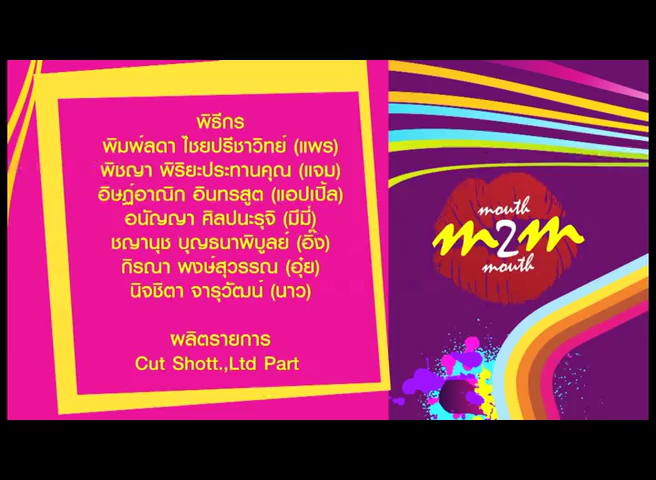 พิธีกร
พิมพ์ลดา ไชยปรีชาวิทย์ (แพร)
พิชญา พิริยะประทานคุณ (แจม)
อิษฎ์อาณิก อินทรสูต (แอปเปิ้ล)
อนัญญา ศิลปนะรุจิ (มีมี่)
ชญานุช บุญธนาพิบูลย์ (อิ๊ง)
กิรณา พงษ์สุวรรณ (อุ๋ย)
นิจชิตา จารุวัฒน์ (นาว)
ผลิตรายการ
Cut Shott.,Ltd Part
mouth
m2m
mouth